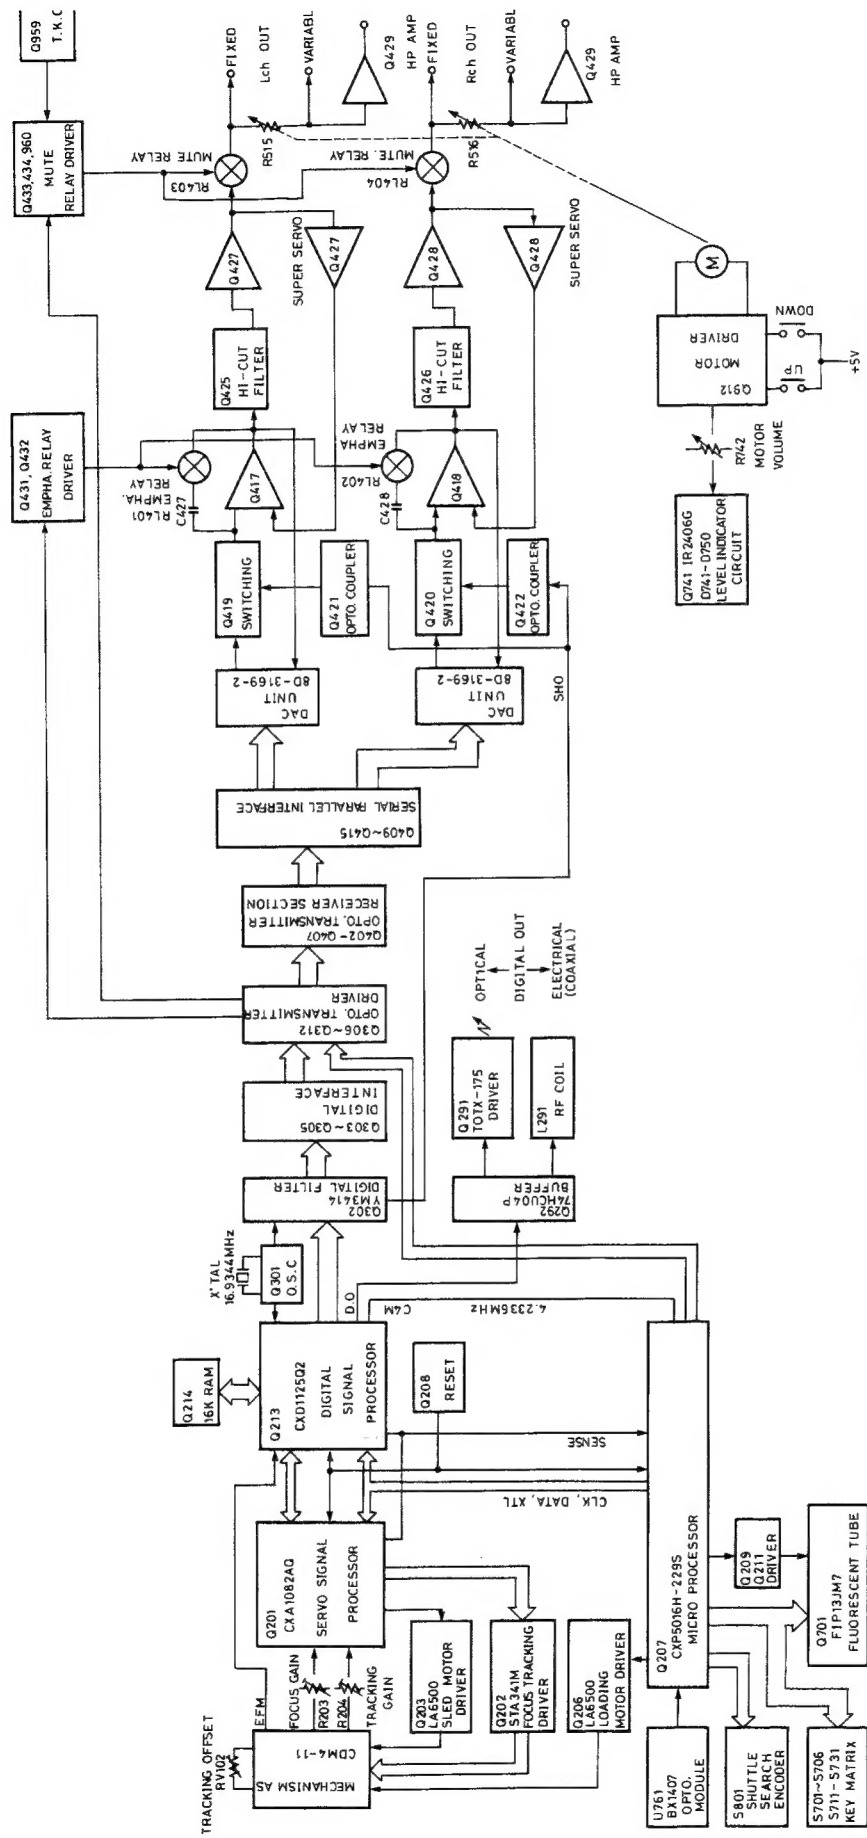 Q959
T.K.C
Q433,434,960
MUTE
RELAY DRIVER
MUTE RELAY
RL403
MUTE. RELAY
RL404
FIXED
Lch OUT
VARIABL
Q429
HP AMP
FIXED
Rch OUT
VARIABL
Q429
HP AMP
R515
R516
Q427
Q427
SUPER SERVO
Q428
Q428
SUPER SERVO
Q425
HI-CUT
FILTER
Q426
HI-CUT
FILTER
Q431, Q432
EMPHA.RELAY
DRIVER
RL401
EMPHA.
RELAY
C427
Q417
RL402
EMPHA
RELAY
C428
Q418
Q419
SWITCHING
Q421
OPTO. COUPLER
Q420
SWITCHING
Q422
OPTO. COUPLER
DAC
UNIT
8D-3169-2
DAC
UNIT
8D-3169-2
SHO
M
Q912
MOTOR
DRIVER
UP
DOWN
+5V
R742
MOTOR
VOLUME
Q741 IR2406G
D741-D750
LEVEL INDICATOR
CIRCUIT
Q409~Q415
SERIAL PARALLEL INTERFACE
Q402-Q407
OPTO. TRANSMITTER
RECEIVER SECTION
Q306~Q312
OPTO. TRANSMITTER
DRIVER
Q303~Q305
DIGITAL
INTERFACE
Q302
YM3414
DIGITAL FILTER
OPTICAL
DIGITAL OUT
ELECTRICAL
(COAXIAL)
Q291
TOTX-175
DRIVER
L291
RF COIL
Q292
74HCU04P
BUFFER
X'TAL
16.9344MHz
Q301
O.S.C
D.O
C4M
4.2336MHz
Q214
16K RAM
Q213
CXD1125Q2
DIGITAL
SIGNAL
PROCESSOR
Q208
RESET
SENSE
CLK, DATA, XTL
Q201
CXA1082AQ
SERVO SIGNAL
PROCESSOR
EFM
FOCUS GAIN
R203
R204
TRACKING
GAIN
TRACKING OFFSET
RV102
MECHANISM AS
CDM4-11
Q203
LA6500
SLED MOTOR
DRIVER
Q202
STA341M
FOCUS TRACKING
DRIVER
Q206
LA6500
LOADING
MOTOR DRIVER
Q207
CXP5016H-229S
MICRO PROCESSOR
Q209
Q211
DRIVER
Q701
FIP13JM7
FLUORESCENT TUBE
U761
BX1407
OPTO.
MODULE
S801
SHUTTLE
SEARCH
ENCODER
S701~S706
S711-S731
KEY MATRIX